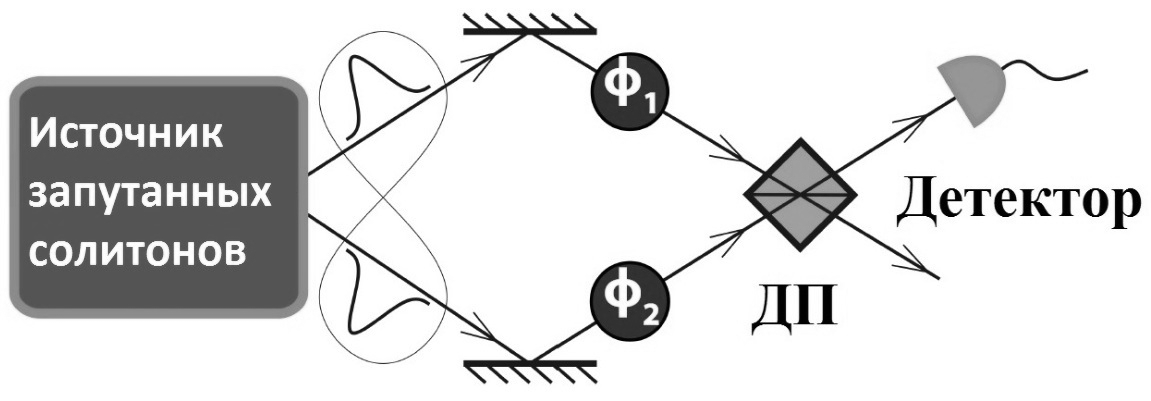 Источник
запутанных
солитонов
ϕ₁
ϕ₂
ДП
Детектор